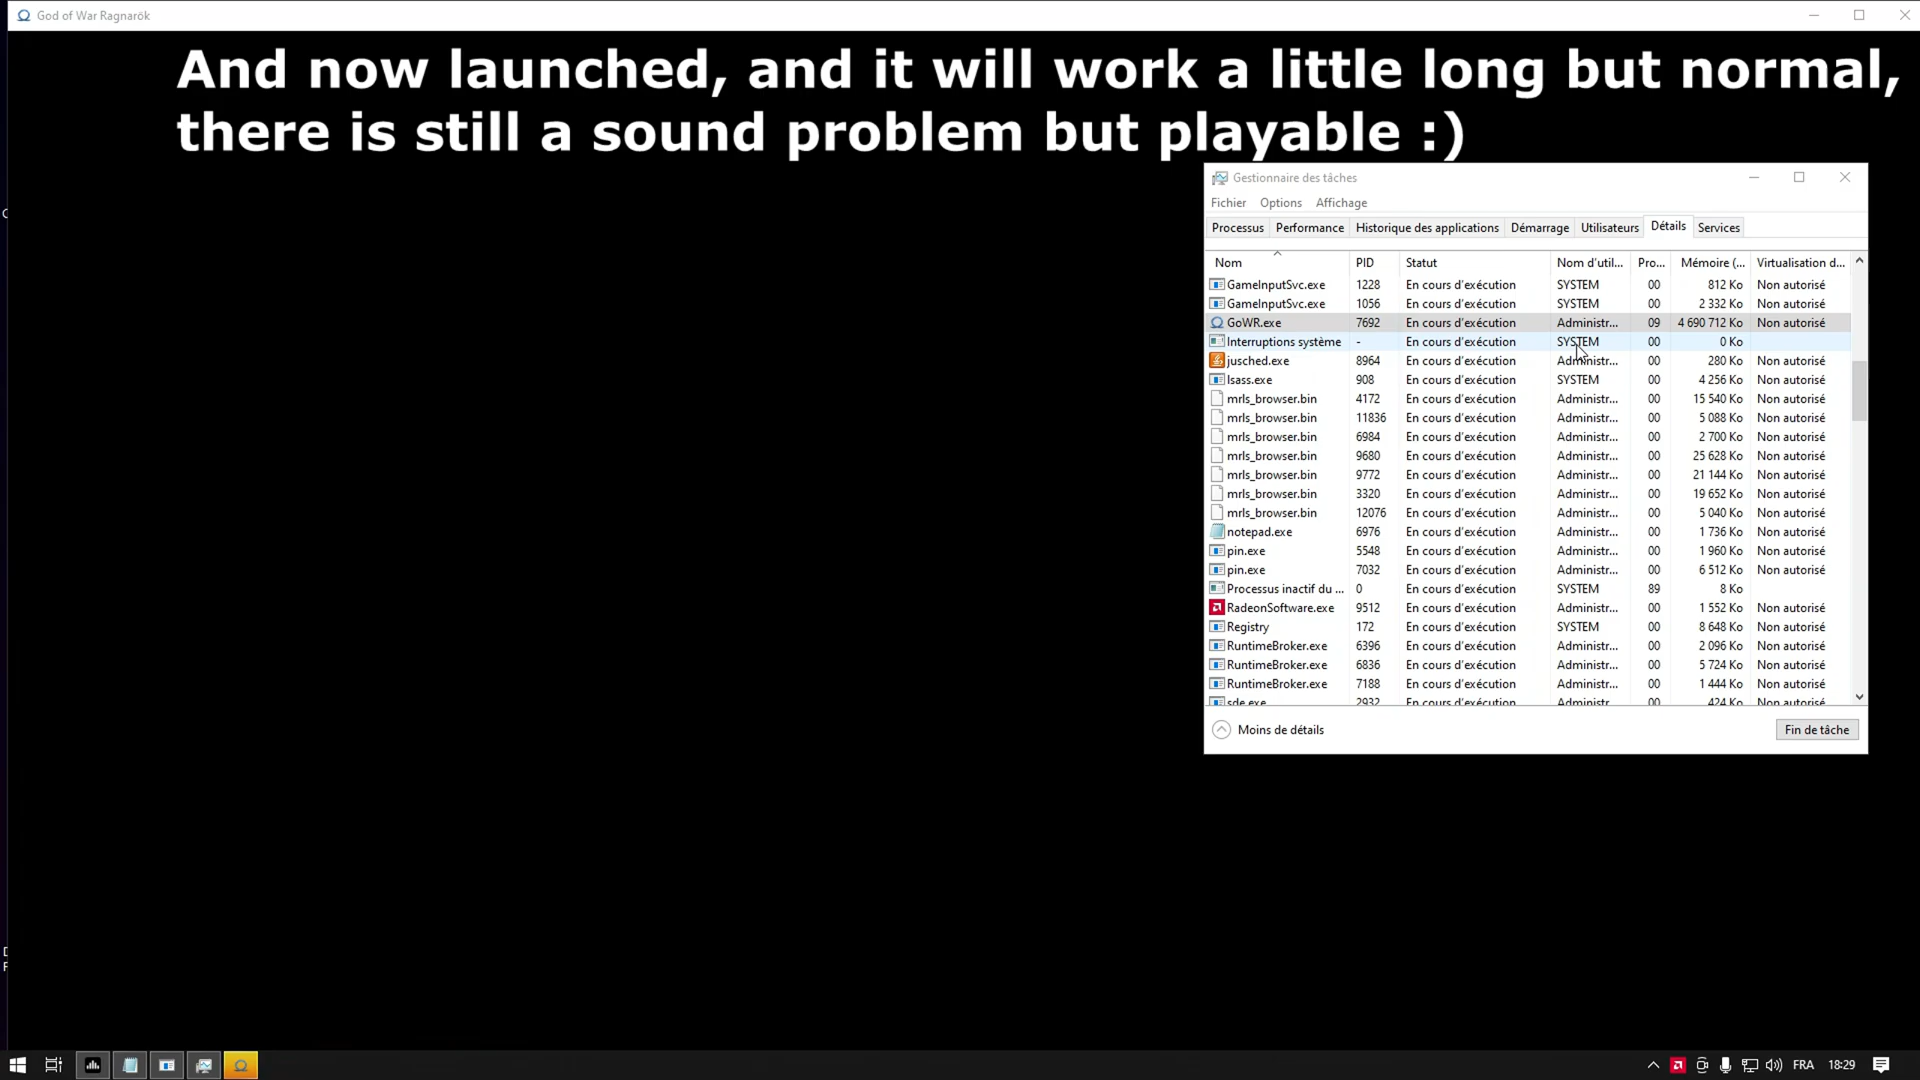 God of War Ragnarök
And now launched, and it will work a little long but normal,
there is still a sound problem but playable :)
Gestionnaire des tâches
Fichier Options Affichage
Processus Performance Historique des applications Démarrage Utilisateurs Détails Services
Nom PID Statut Nom d'util... Pro... Mémoire (... Virtualisation d...
GameInputSvc.exe 1228 En cours d'exécution SYSTEM 00 812 Ko Non autorisé
GameInputSvc.exe 1056 En cours d'exécution SYSTEM 00 2 332 Ko Non autorisé
GoWR.exe 7692 En cours d'exécution Administr... 09 4 690 712 Ko Non autorisé
Interruptions système - En cours d'exécution SYSTEM 00 0 Ko
jusched.exe 8964 En cours d'exécution Administr... 00 280 Ko Non autorisé
lsass.exe 908 En cours d'exécution SYSTEM 00 4 256 Ko Non autorisé
mrls_browser.bin 4172 En cours d'exécution Administr... 00 15 540 Ko Non autorisé
mrls_browser.bin 11836 En cours d'exécution Administr... 00 5 088 Ko Non autorisé
mrls_browser.bin 6984 En cours d'exécution Administr... 00 2 700 Ko Non autorisé
mrls_browser.bin 9680 En cours d'exécution Administr... 00 25 628 Ko Non autorisé
mrls_browser.bin 9772 En cours d'exécution Administr... 00 21 144 Ko Non autorisé
mrls_browser.bin 3320 En cours d'exécution Administr... 00 19 652 Ko Non autorisé
mrls_browser.bin 12076 En cours d'exécution Administr... 00 5 040 Ko Non autorisé
notepad.exe 6976 En cours d'exécution Administr... 00 1 736 Ko Non autorisé
pin.exe 5548 En cours d'exécution Administr... 00 1 960 Ko Non autorisé
pin.exe 7032 En cours d'exécution Administr... 00 6 512 Ko Non autorisé
Processus inactif du ... 0 En cours d'exécution SYSTEM 89 8 Ko
RadeonSoftware.exe 9512 En cours d'exécution Administr... 00 1 552 Ko Non autorisé
Registry 172 En cours d'exécution SYSTEM 00 8 648 Ko Non autorisé
RuntimeBroker.exe 6396 En cours d'exécution Administr... 00 2 096 Ko Non autorisé
RuntimeBroker.exe 6836 En cours d'exécution Administr... 00 5 724 Ko Non autorisé
RuntimeBroker.exe 7188 En cours d'exécution Administr... 00 1 444 Ko Non autorisé
sde.exe 2932 En cours d'exécution Administr... 00 424 Ko Non autorisé
Moins de détails Fin de tâche
FRA 18:29